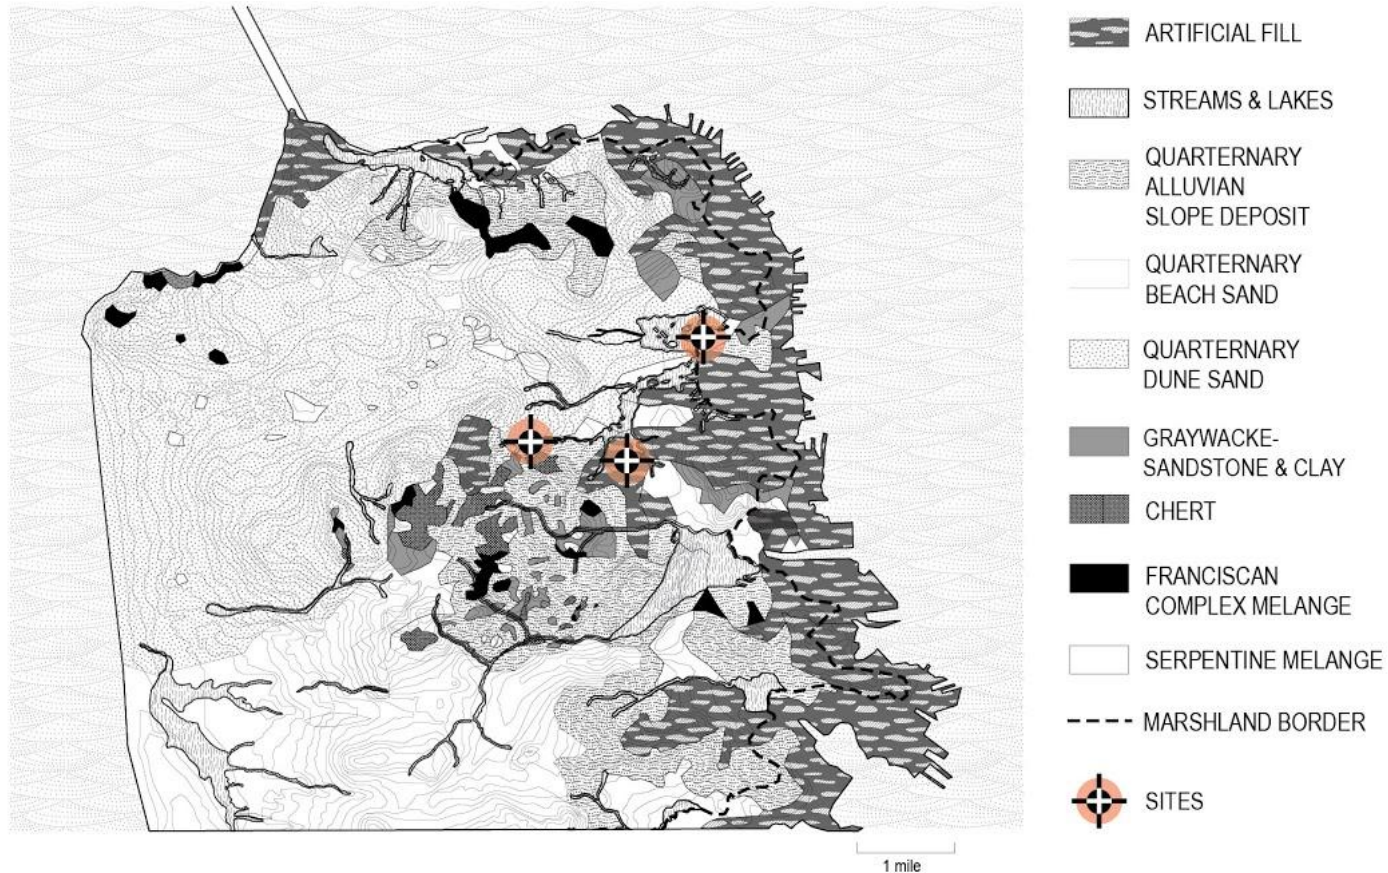 ARTIFICIAL FILL
STREAMS & LAKES
QUARTERNARY
ALLUVIAN
SLOPE DEPOSIT
QUARTERNARY
BEACH SAND
QUARTERNARY
DUNE SAND
GRAYWACKE-
SANDSTONE & CLAY
CHERT
FRANCISCAN
COMPLEX MELANGE
SERPENTINE MELANGE
MARSHLAND BORDER
SITES
1 mile